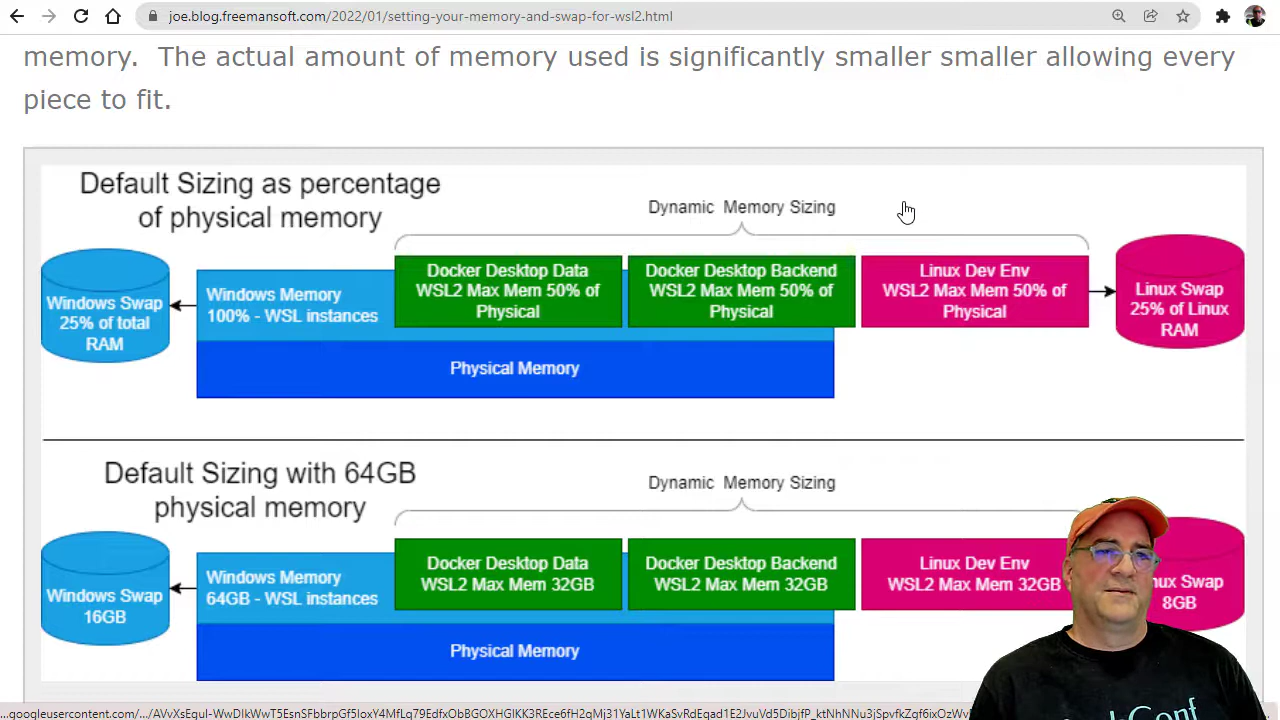 joe.blog.freemansoft.com/2022/01/setting-your-memory-and-swap-for-wsl2.html
memory. The actual amount of memory used is significantly smaller smaller allowing every
piece to fit.
Default Sizing as percentage
of physical memory
Dynamic Memory Sizing
Windows Swap
25% of total
RAM
Windows Memory
100% - WSL instances
Docker Desktop Data
WSL2 Max Mem 50% of
Physical
Docker Desktop Backend
WSL2 Max Mem 50% of
Physical
Linux Dev Env
WSL2 Max Mem 50% of
Physical
Linux Swap
25% of Linux
RAM
Physical Memory
Default Sizing with 64GB
physical memory
Dynamic Memory Sizing
Windows Swap
16GB
Windows Memory
64GB - WSL instances
Docker Desktop Data
WSL2 Max Mem 32GB
Docker Desktop Backend
WSL2 Max Mem 32GB
Linux Dev Env
WSL2 Max Mem 32GB
Swap
8GB
Physical Memory